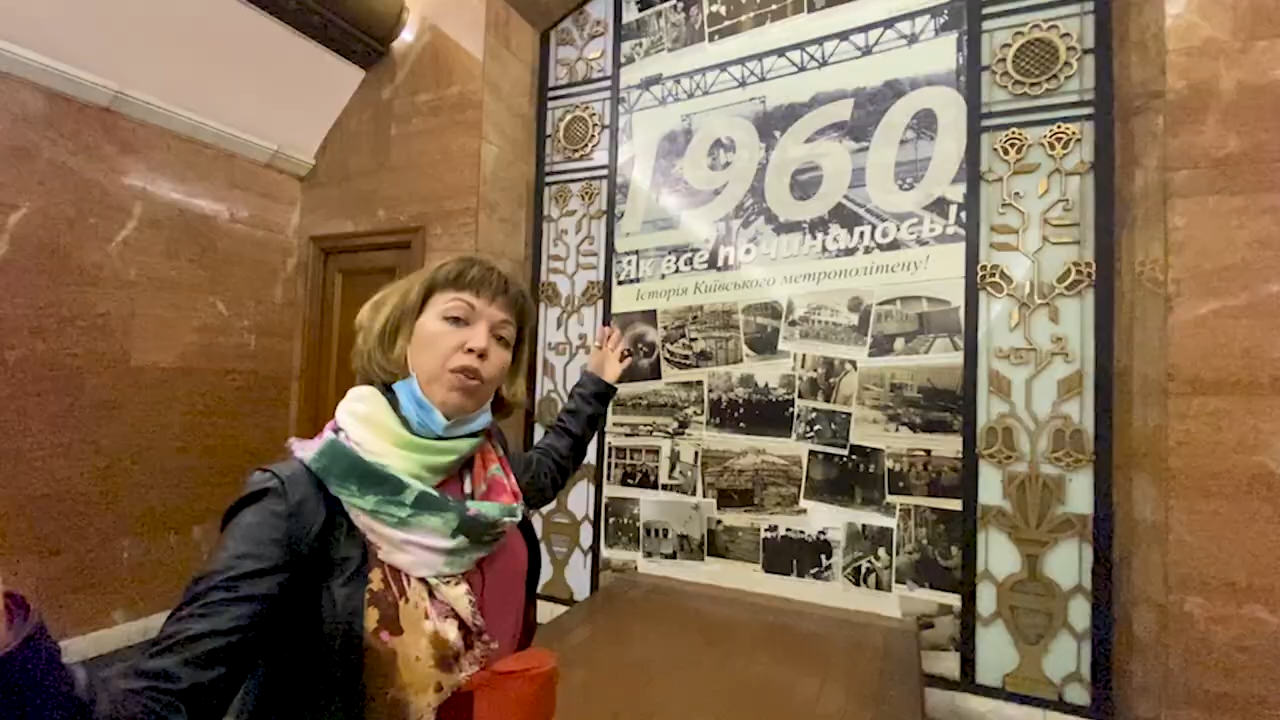 1960
Як все починалось!
Історія Київського метрополітену!